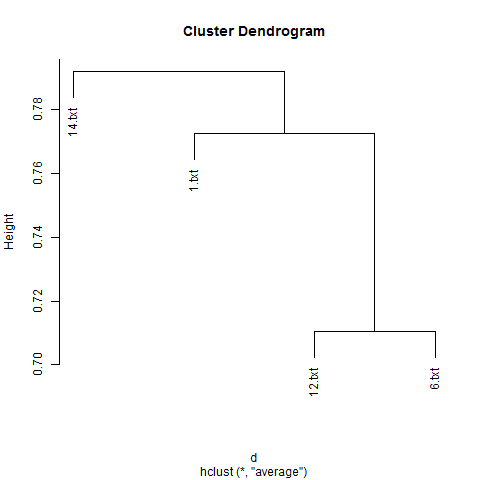 Cluster Dendrogram
Height
0.78
0.76
0.74
0.72
0.70
14.txt
1.txt
12.txt
6.txt
d
hclust (*, "average")